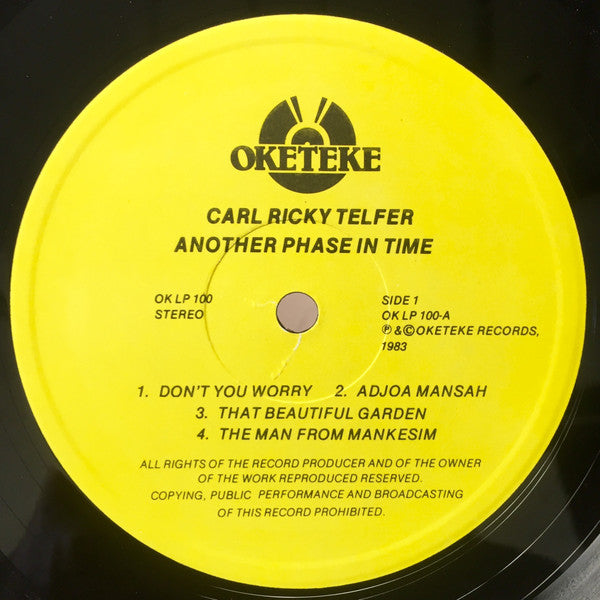 OKETEKE
CARL RICKY TELFER
ANOTHER PHASE IN TIME
OK LP 100
STEREO
SIDE 1
OK LP 100-A
℗ &©OKETEKE RECORDS,
1983
1. DON'T YOU WORRY 2. ADJOA MANSAH
3. THAT BEAUTIFUL GARDEN
4. THE MAN FROM MANKESIM
ALL RIGHTS OF THE RECORD PRODUCER AND OF THE OWNER
OF THE WORK REPRODUCED RESERVED.
COPYING, PUBLIC PERFORMANCE AND BROADCASTING
OF THIS RECORD PROHIBITED.